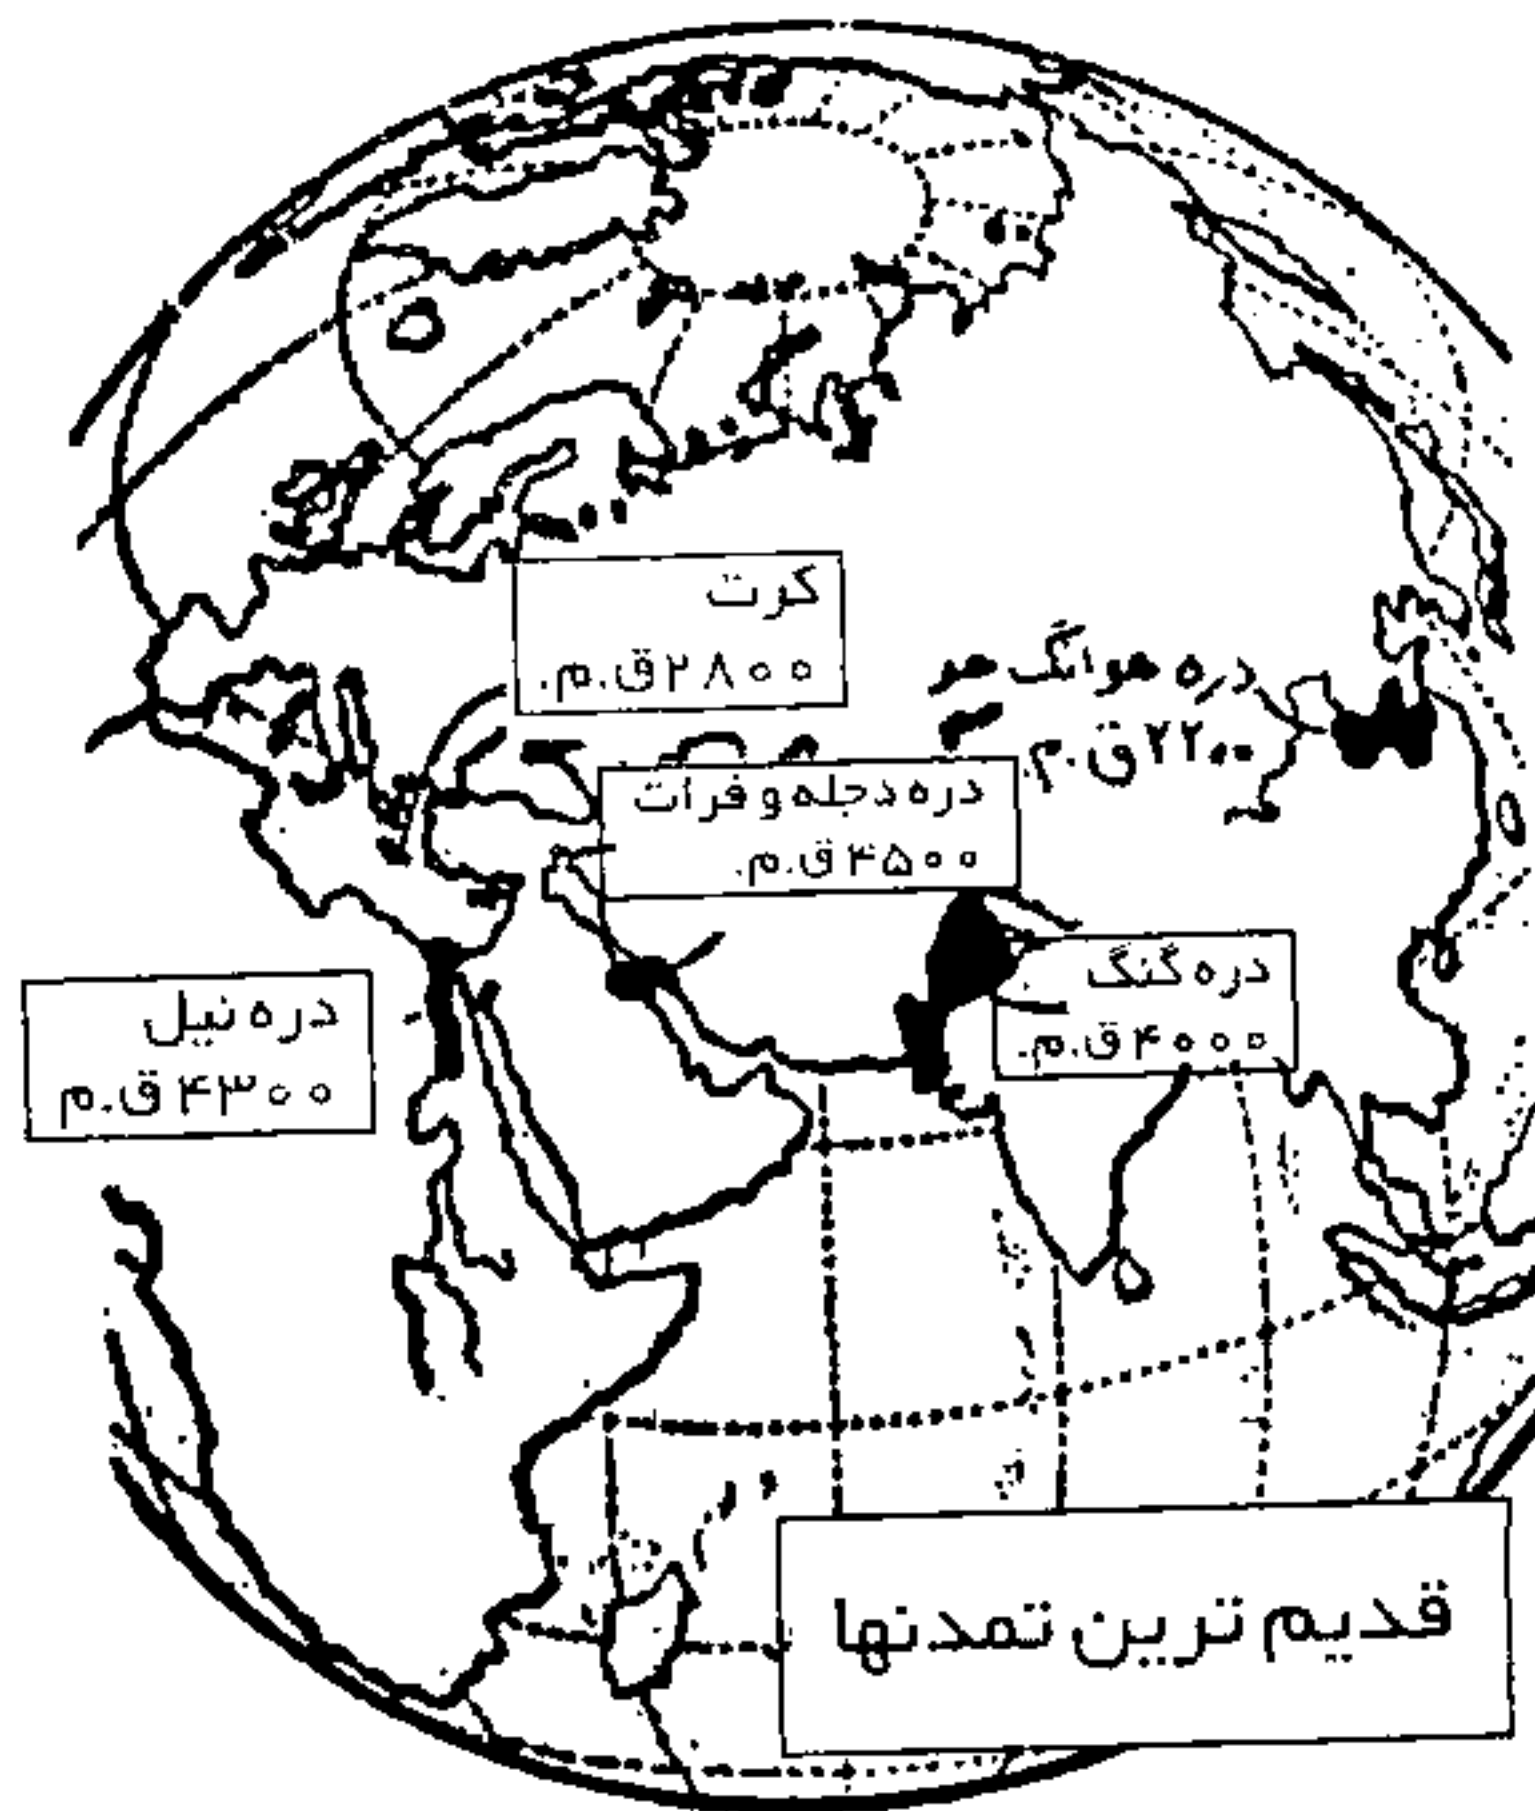 کرت
۲۸۰۰ ق.م.
دره هوانگ هو
۲۲۰۰ ق.م.
دره دجله و فرات
۴۵۰۰ ق.م.
دره گنگ
۴۰۰۰ ق.م.
دره نیل
۴۳۰۰ ق.م
قدیم ترین تمدنها